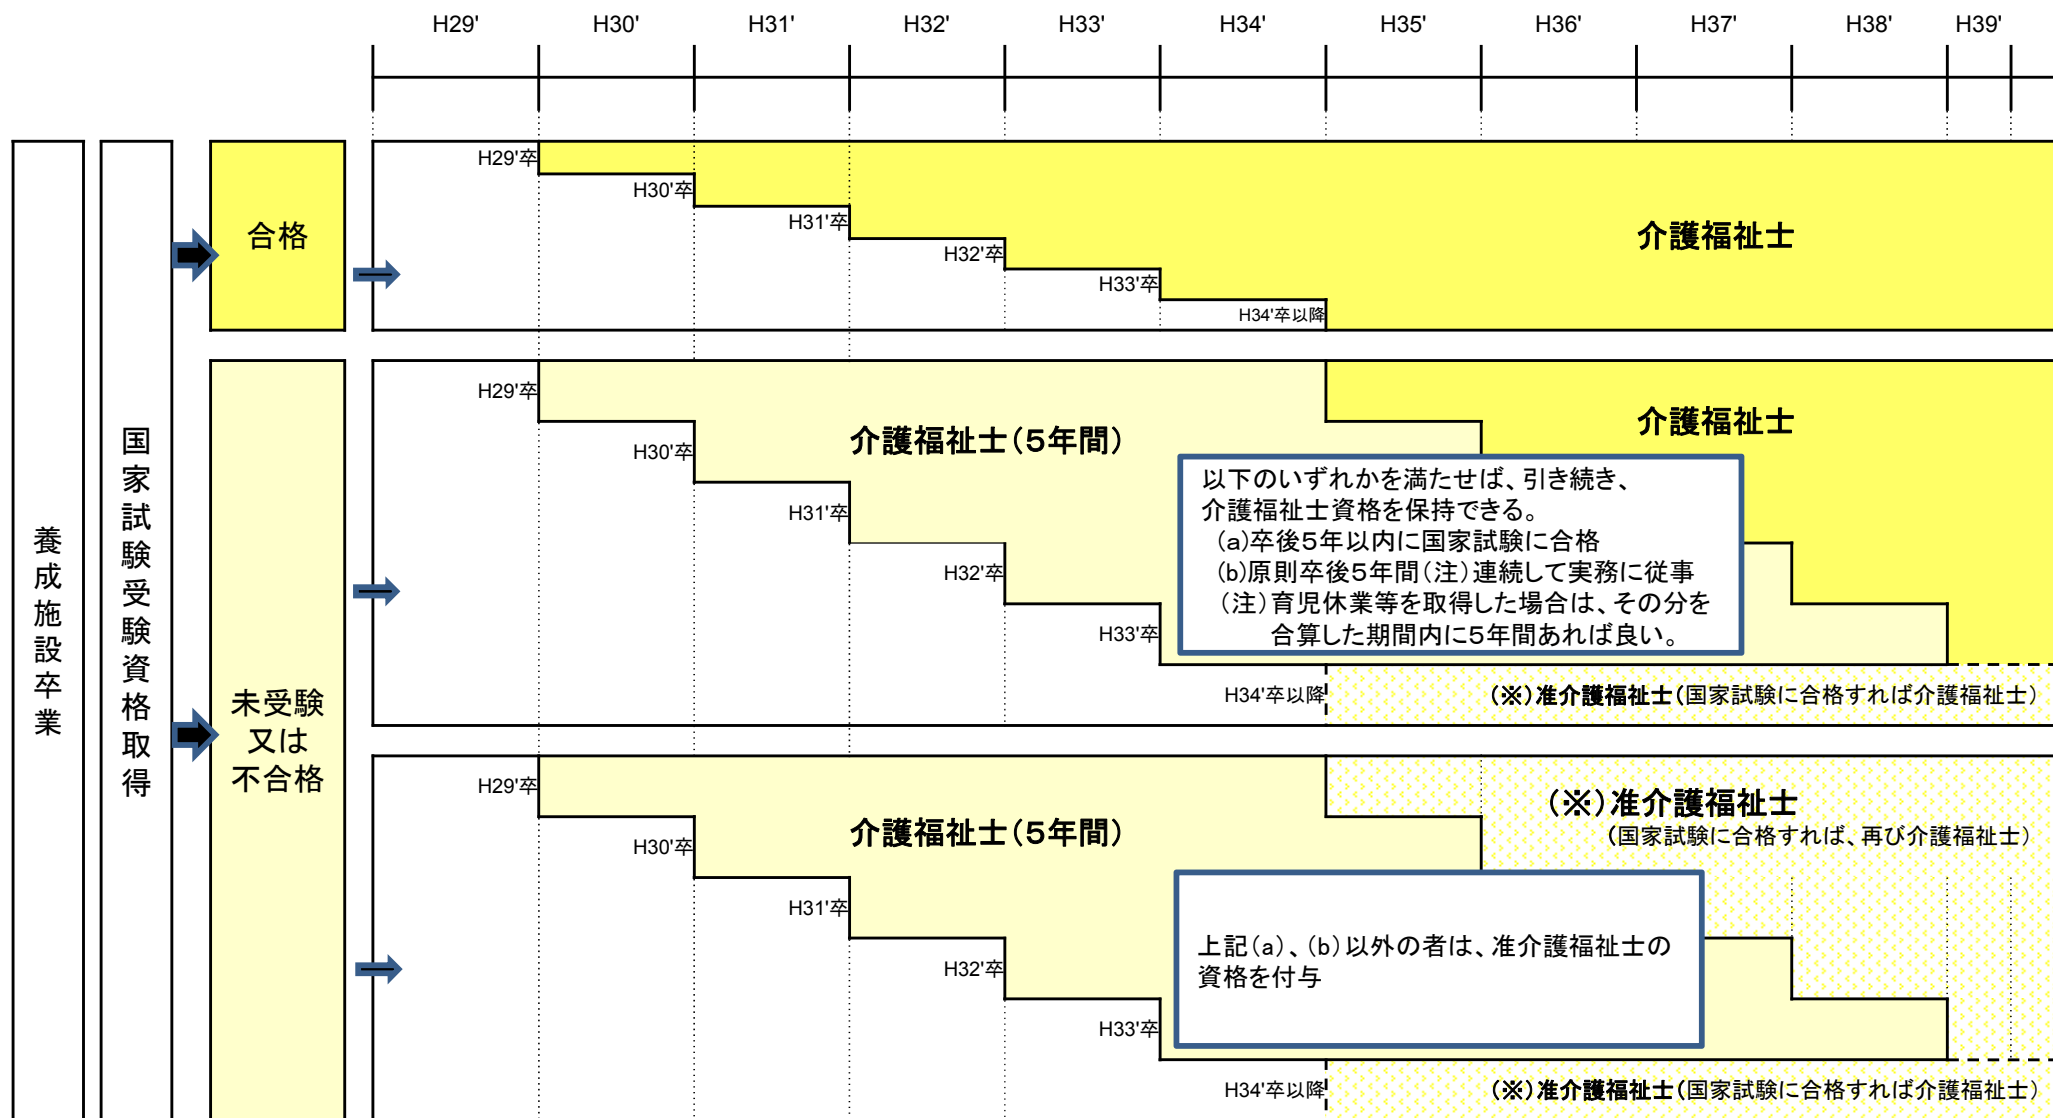 H29' H30' H31' H32' H33' H34' H35' H36' H37' H38' H39'
養成施設卒業
国家試験受験資格取得
合格
H29'卒
H30'卒
H31'卒
H32'卒
H33'卒
H34'卒以降
介護福祉士
未受験
又は
不合格
H29'卒
H30'卒
H31'卒
H32'卒
H33'卒
H34'卒以降
介護福祉士(5年間)
介護福祉士
以下のいずれかを満たせば、引き続き、
介護福祉士資格を保持できる。
(a)卒後5年以内に国家試験に合格
(b)原則卒後5年間(注)連続して実務に従事
(注)育児休業等を取得した場合は、その分を
合算した期間内に5年間あれば良い。
(※)准介護福祉士(国家試験に合格すれば介護福祉士)
H29'卒
H30'卒
H31'卒
H32'卒
H33'卒
H34'卒以降
介護福祉士(5年間)
(※)准介護福祉士
(国家試験に合格すれば、再び介護福祉士)
上記(a)、(b)以外の者は、准介護福祉士の
資格を付与
(※)准介護福祉士(国家試験に合格すれば介護福祉士)